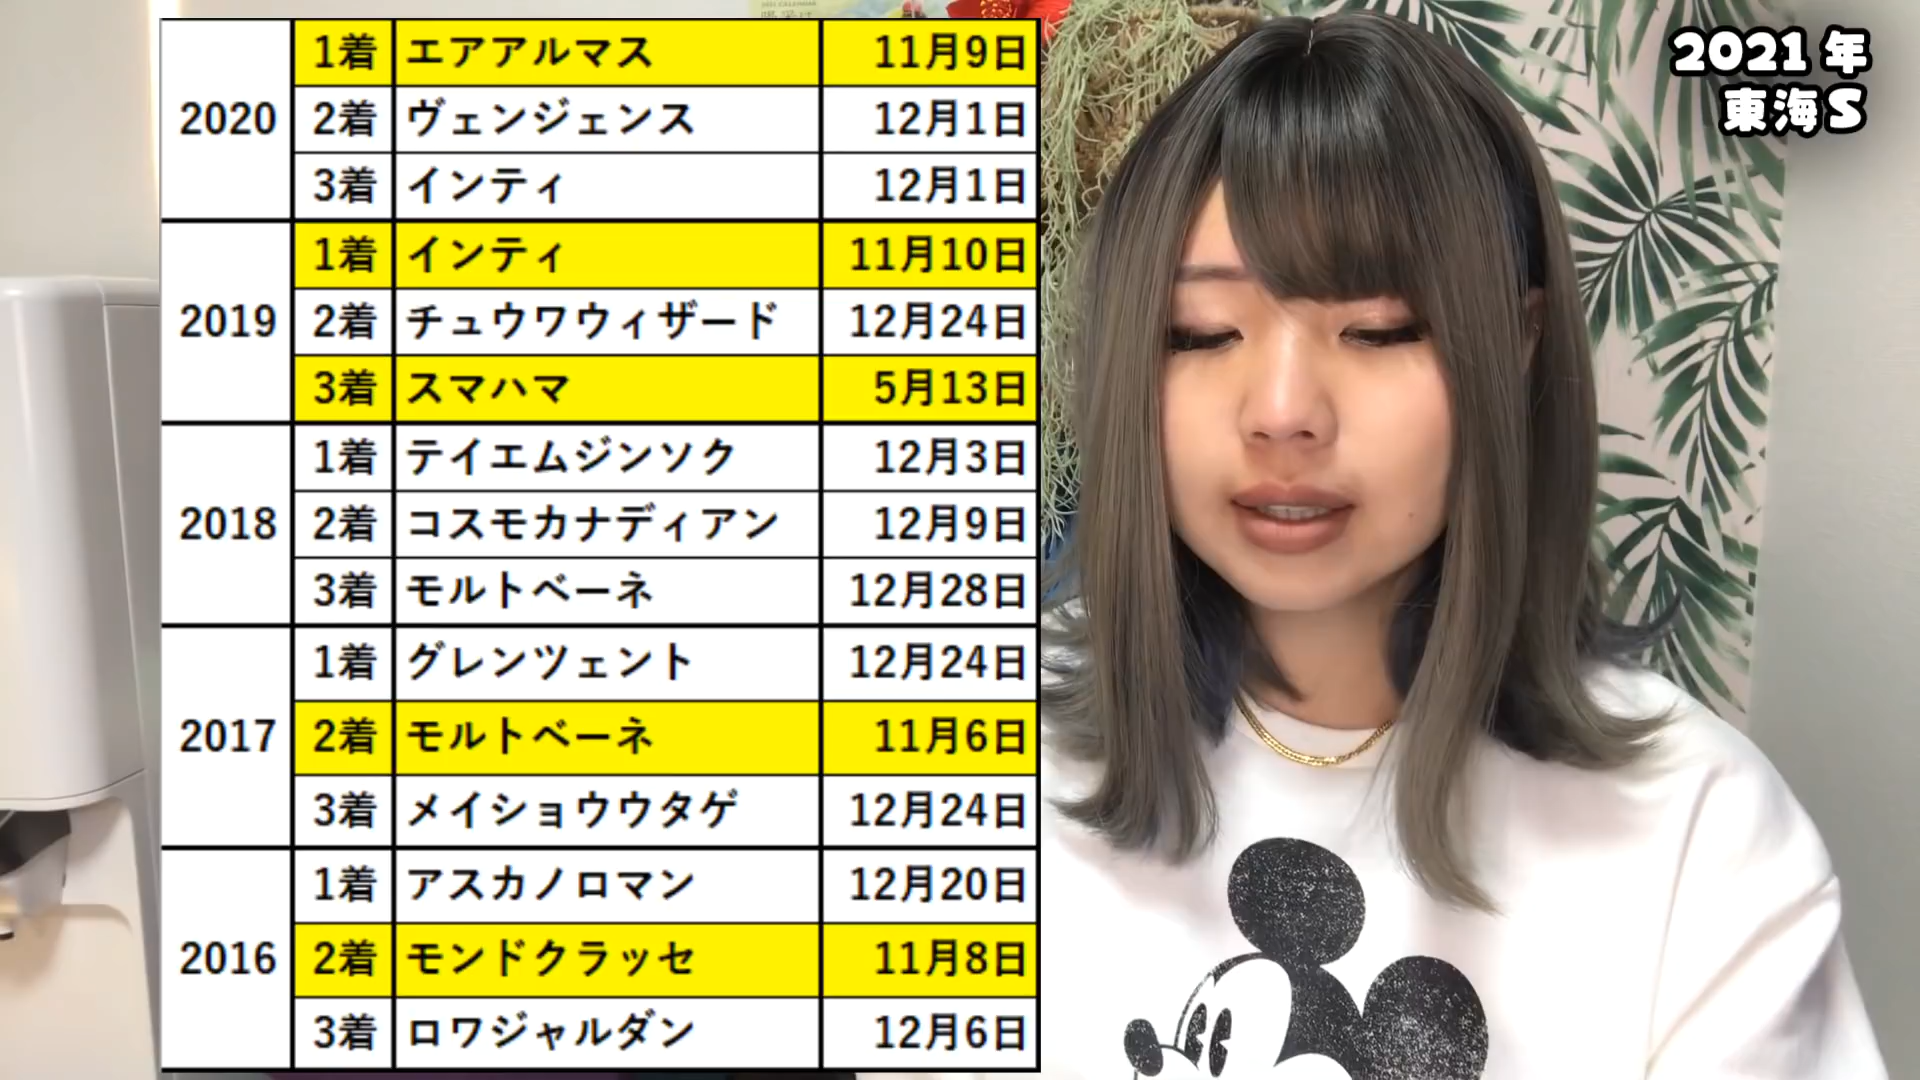 2021年
東海S
2020
1着 エアアルマス 11月9日
2着 ヴェンジェンス 12月1日
3着 インティ 12月1日
2019
1着 インティ 11月10日
2着 チュウワウィザード 12月24日
3着 スマハマ 5月13日
2018
1着 テイエムジンソク 12月3日
2着 コスモカナディアン 12月9日
3着 モルトベーネ 12月28日
2017
1着 グレンツェント 12月24日
2着 モルトベーネ 11月6日
3着 メイショウウタゲ 12月24日
2016
1着 アスカノロマン 12月20日
2着 モンドクラッセ 11月8日
3着 ロワジャルダン 12月6日